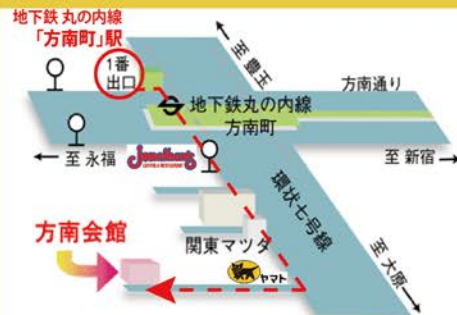 地下鉄 丸の内線
「方南町」駅
1番
出口
至 豊玉
方南通り
地下鉄丸の内線
方南町
← 至 永福
Jonathan's
至 新宿 →
環状七号線
方南会館
関東マツダ
至 大原
ヤマト